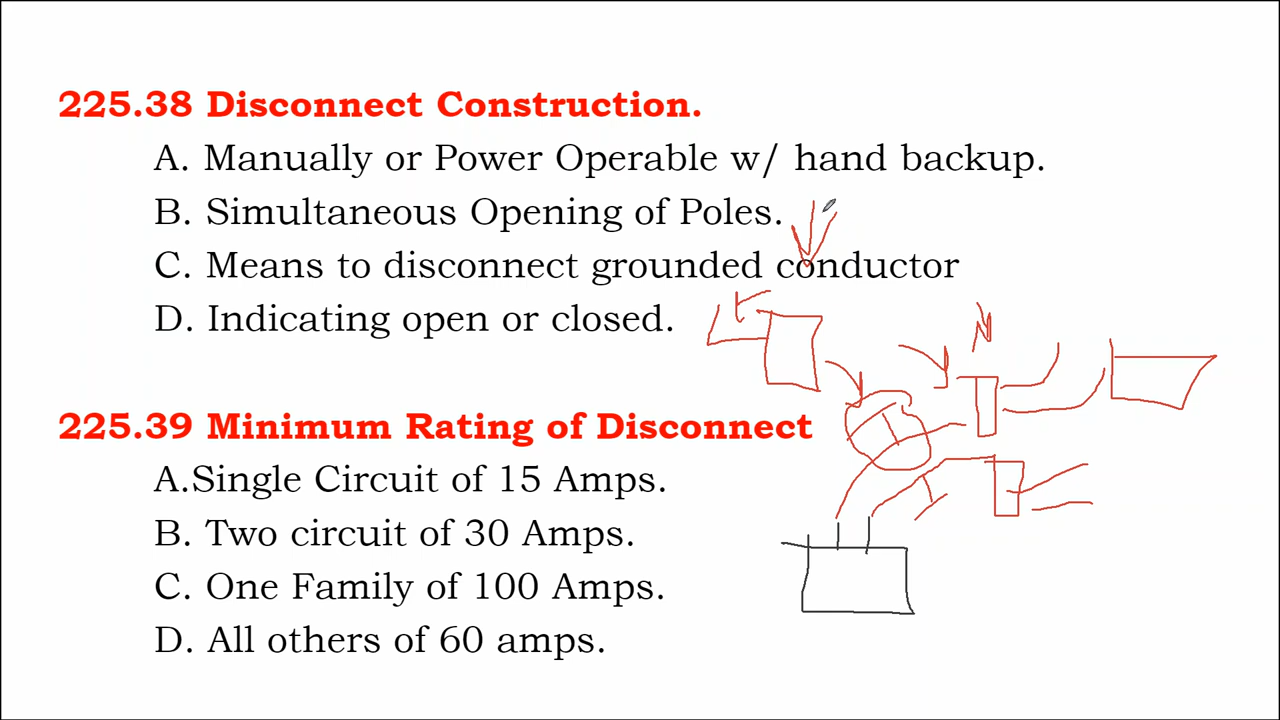 225.38 Disconnect Construction.
A. Manually or Power Operable w/ hand backup.
B. Simultaneous Opening of Poles.
C. Means to disconnect grounded conductor
D. Indicating open or closed.
N
225.39 Minimum Rating of Disconnect
A.Single Circuit of 15 Amps.
B. Two circuit of 30 Amps.
C. One Family of 100 Amps.
D. All others of 60 amps.